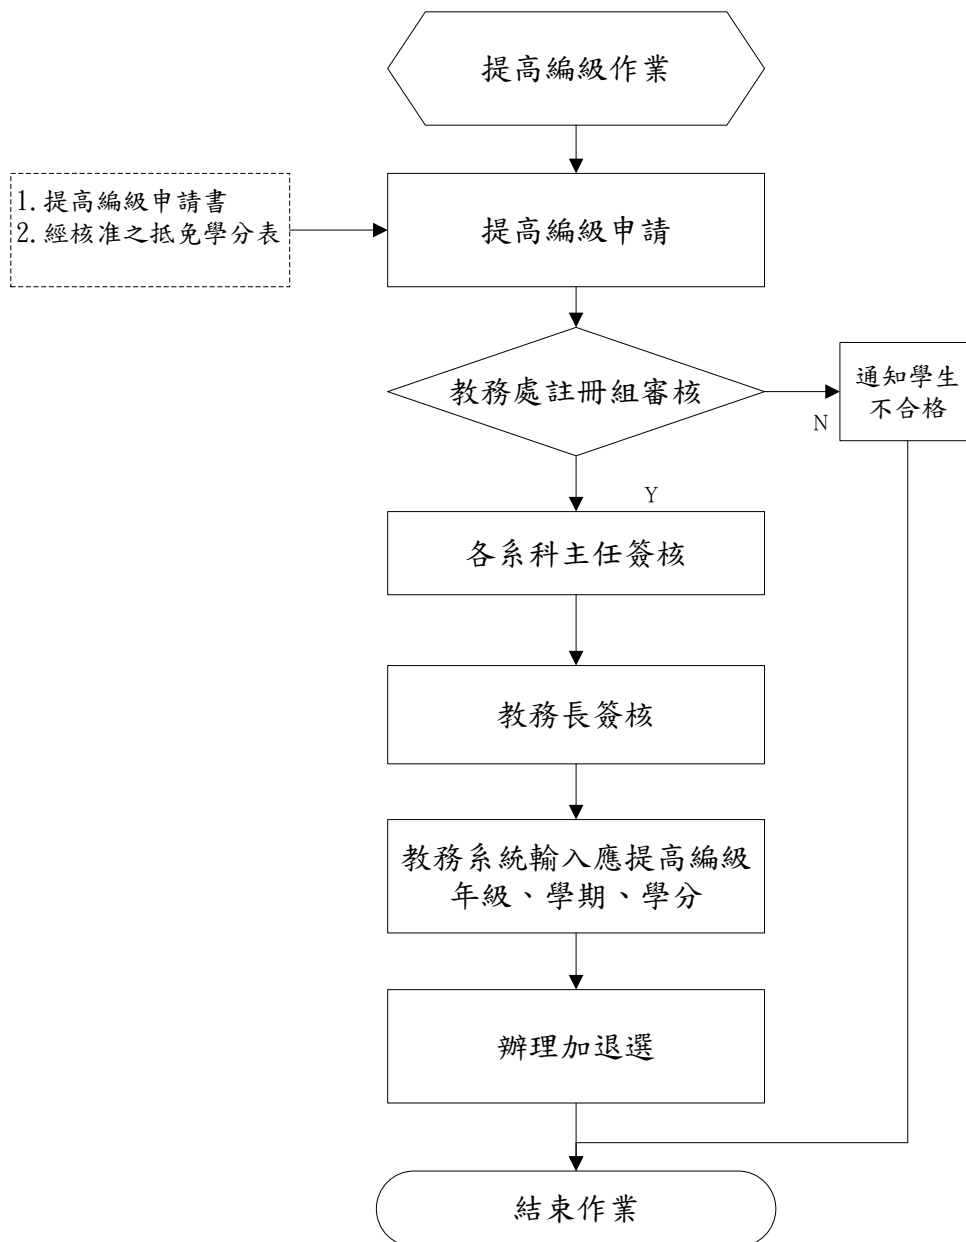 提高編級作業
1.提高編級申請書
2.經核准之抵免學分表
提高編級申請
教務處註冊組審核
通知學生
不合格
N
Y
各系科主任簽核
教務長簽核
教務系統輸入應提高編級
年級、學期、學分
辦理加退選
結束作業